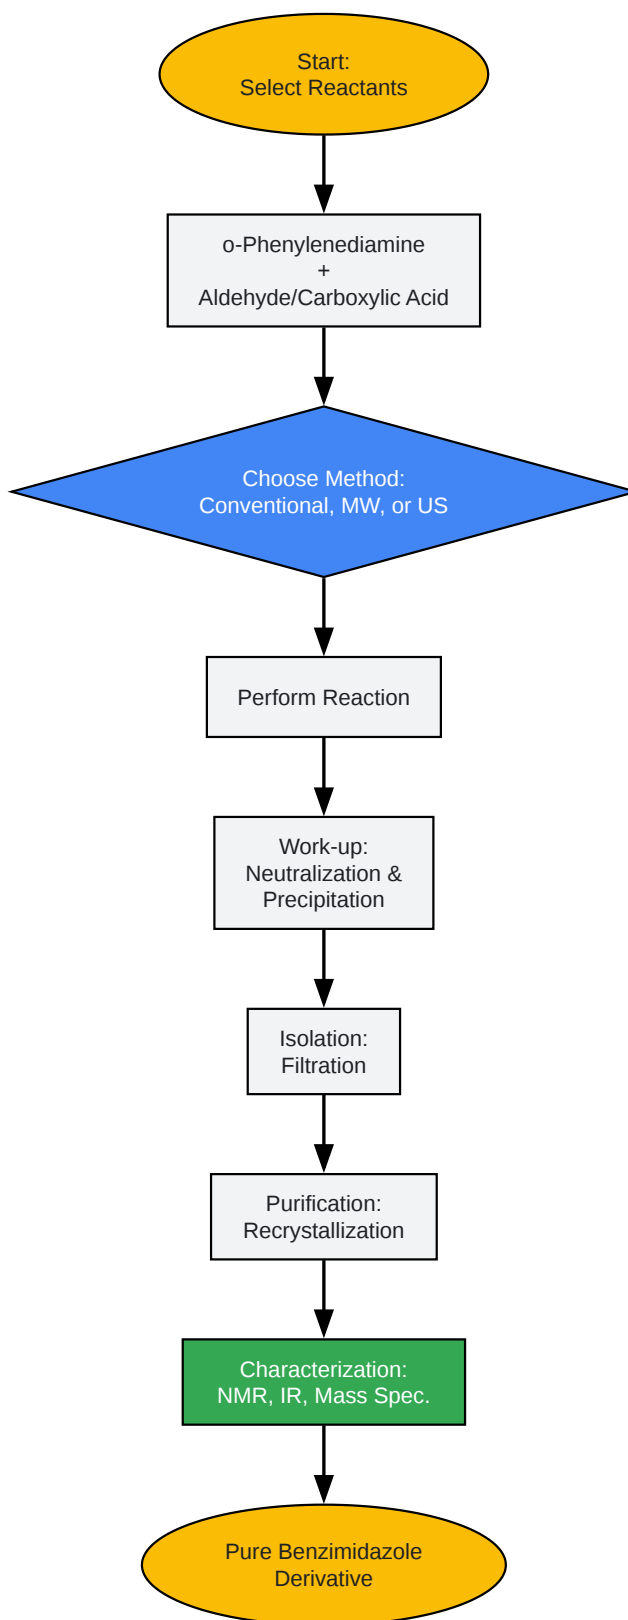 Start:
Select Reactants
o-Phenylenediamine
+
Aldehyde/Carboxylic Acid
Choose Method:
Conventional, MW, or US
Perform Reaction
Work-up:
Neutralization &
Precipitation
Isolation:
Filtration
Purification:
Recrystallization
Characterization:
NMR, IR, Mass Spec.
Pure Benzimidazole
Derivative